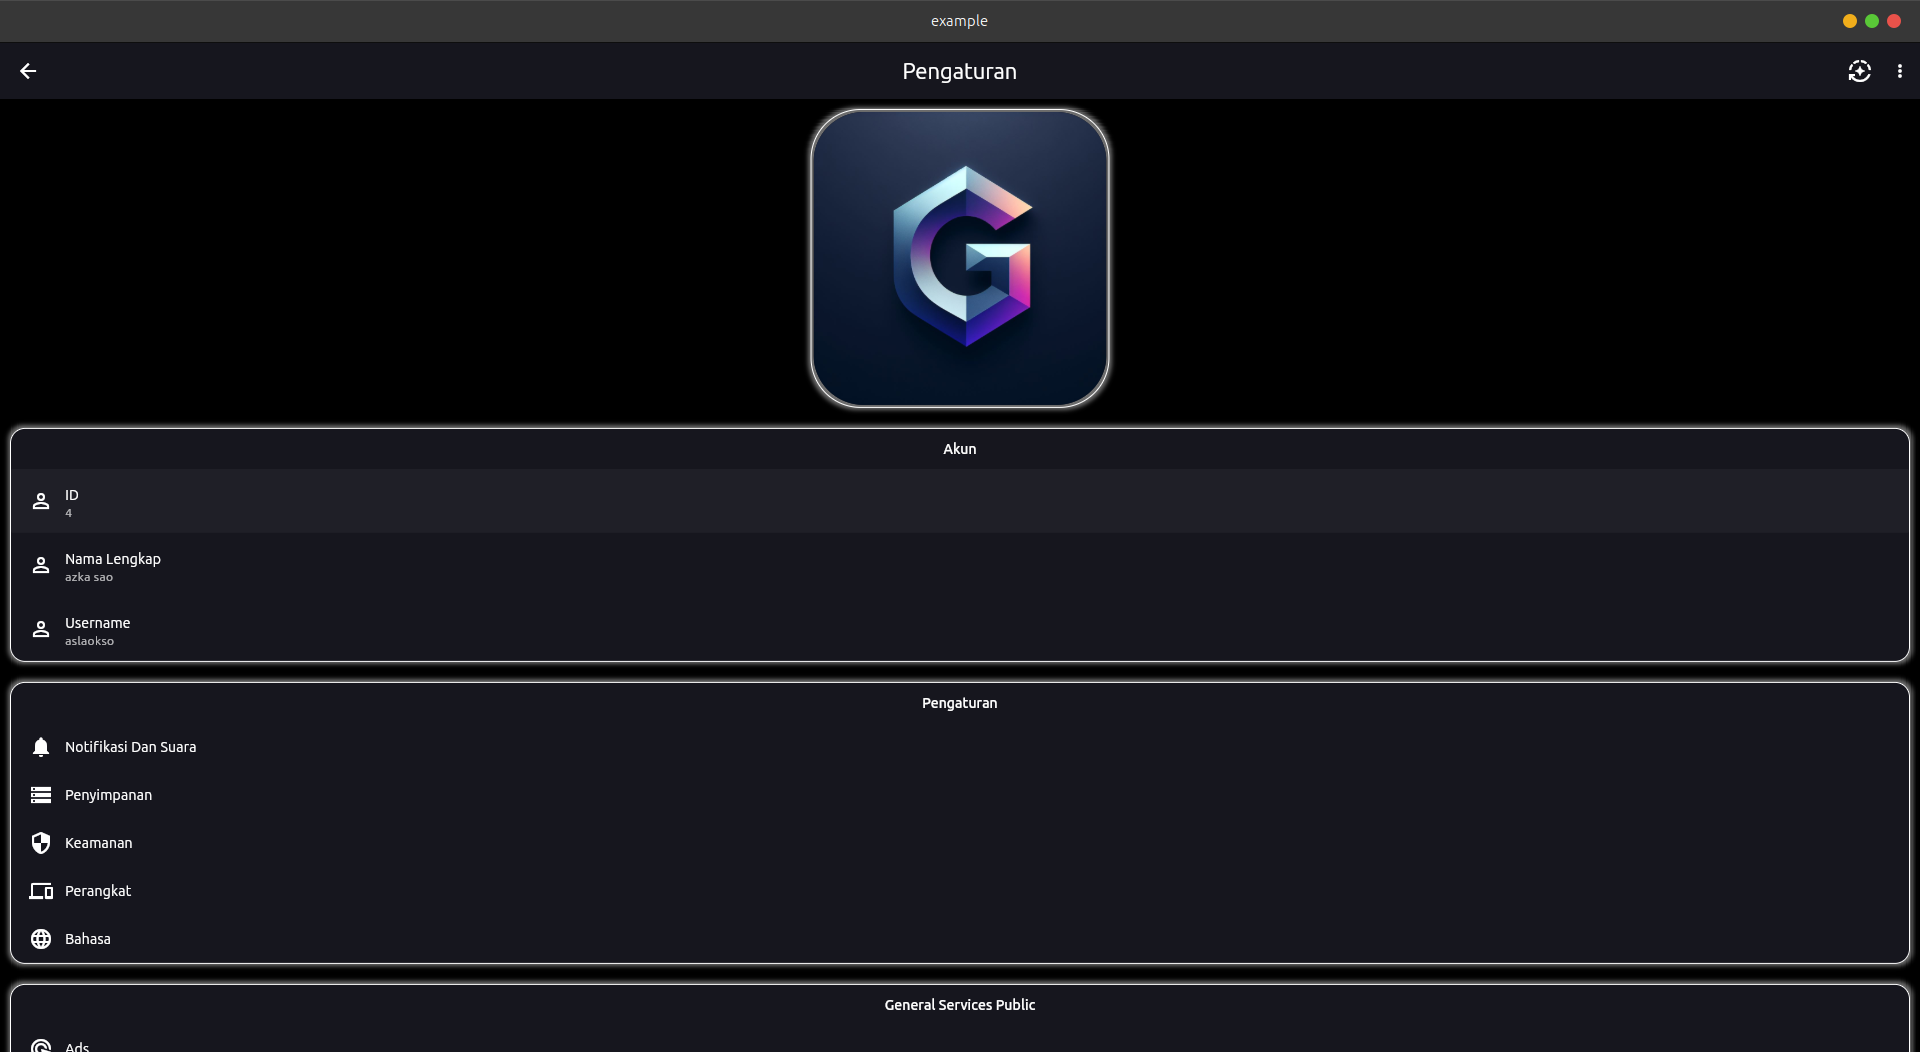 example
Pengaturan
G
Akun
ID
4
Nama Lengkap
azka sao
Username
aslaokso
Pengaturan
Notifikasi Dan Suara
Penyimpanan
Keamanan
Perangkat
Bahasa
General Services Public
Ads